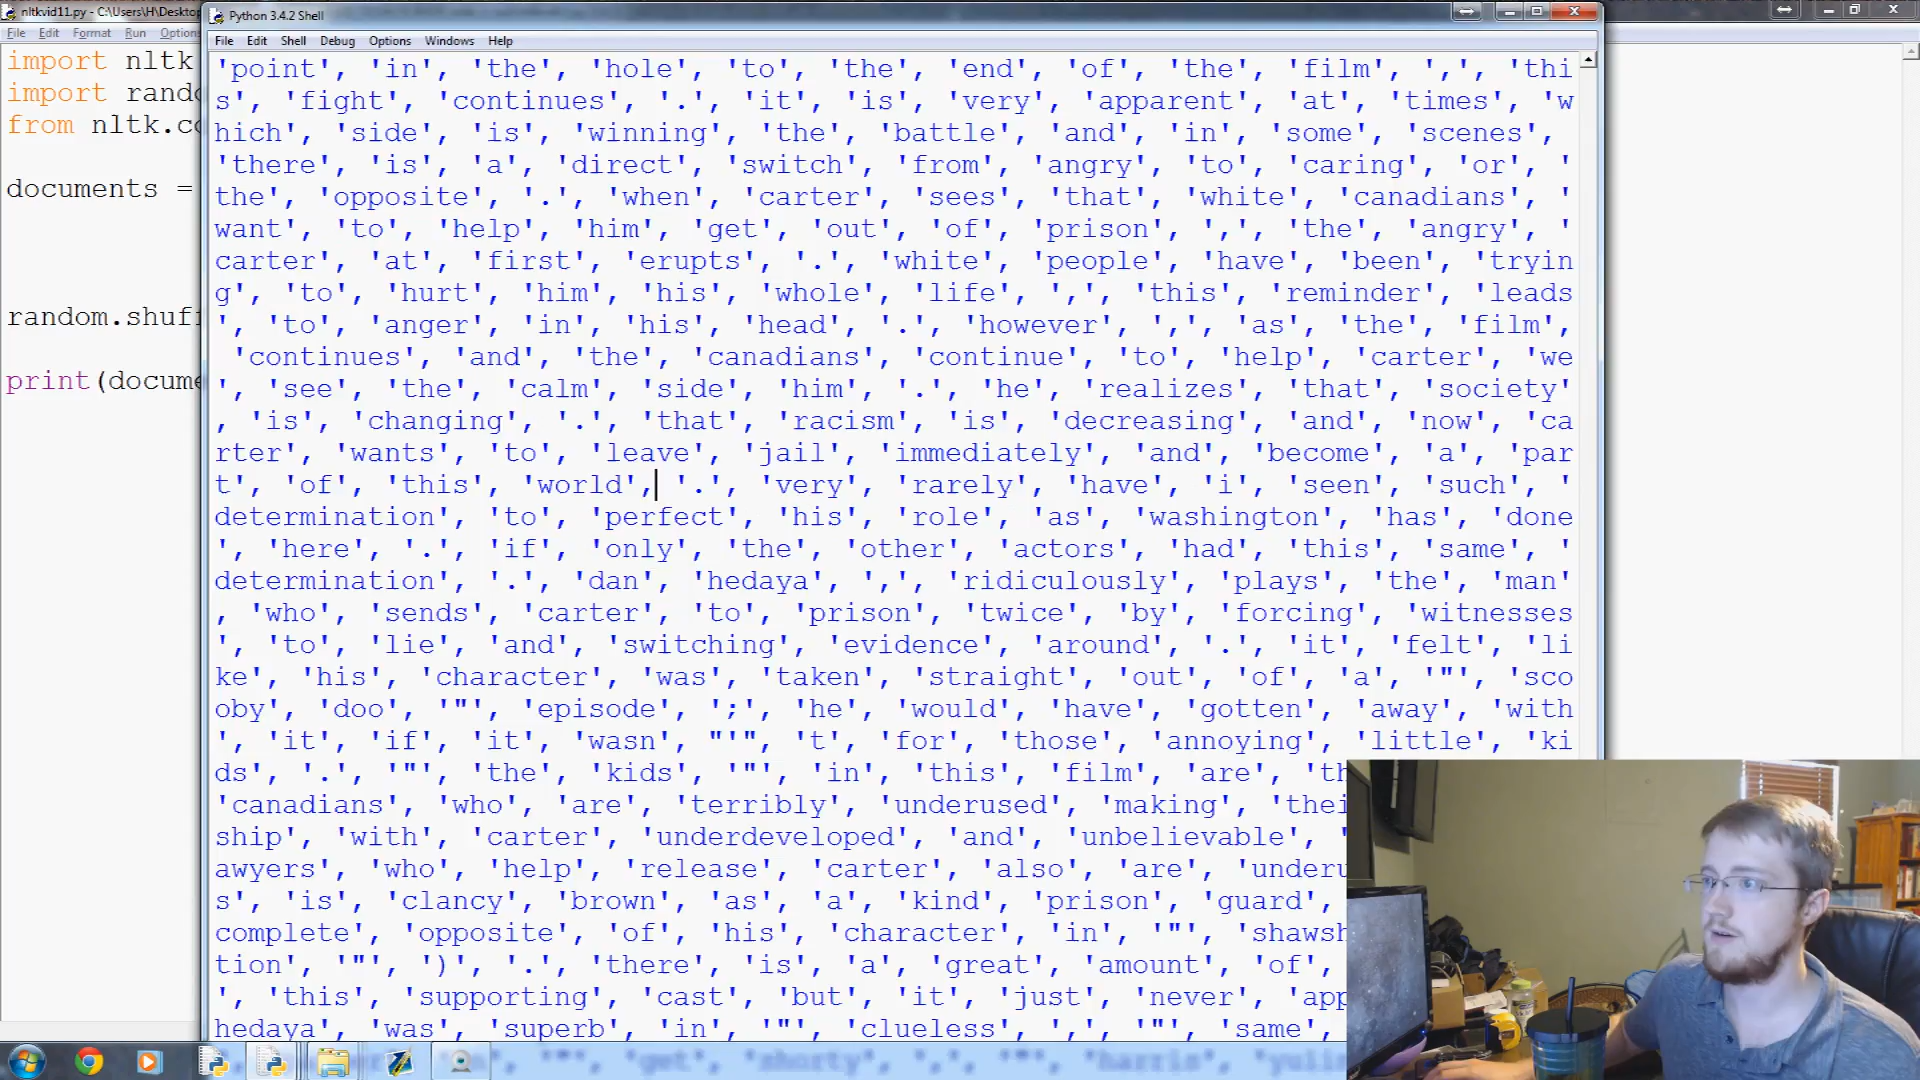 nltkvid11.py - C:\Users\H\Desktop
File Edit Format Run Options
import nltk
import rando
from nltk.co
documents =
random.shuff
print(docume
Python 3.4.2 Shell
File Edit Shell Debug Options Windows Help
'point', 'in', 'the', 'hole', 'to', 'the', 'end', 'of', 'the', 'film', ',', 'thi
s', 'fight', 'continues', '.', 'it', 'is', 'very', 'apparent', 'at', 'times', 'w
hich', 'side', 'is', 'winning', 'the', 'battle', 'and', 'in', 'some', 'scenes',
'there', 'is', 'a', 'direct', 'switch', 'from', 'angry', 'to', 'caring', 'or', '
the', 'opposite', '.', 'when', 'carter', 'sees', 'that', 'white', 'canadians', '
want', 'to', 'help', 'him', 'get', 'out', 'of', 'prison', ',', 'the', 'angry', '
carter', 'at', 'first', 'erupts', '.', 'white', 'people', 'have', 'been', 'tryin
g', 'to', 'hurt', 'him', 'his', 'whole', 'life', ',', 'this', 'reminder', 'leads
', 'to', 'anger', 'in', 'his', 'head', '.', 'however', ',', 'as', 'the', 'film',
'continues', 'and', 'the', 'canadians', 'continue', 'to', 'help', 'carter', 'we
', 'see', 'the', 'calm', 'side', 'him', '.', 'he', 'realizes', 'that', 'society'
, 'is', 'changing', '.', 'that', 'racism', 'is', 'decreasing', 'and', 'now', 'ca
rter', 'wants', 'to', 'leave', 'jail', 'immediately', 'and', 'become', 'a', 'par
t', 'of', 'this', 'world', '.', 'very', 'rarely', 'have', 'i', 'seen', 'such', '
determination', 'to', 'perfect', 'his', 'role', 'as', 'washington', 'has', 'done
', 'here', '.', 'if', 'only', 'the', 'other', 'actors', 'had', 'this', 'same', '
determination', '.', 'dan', 'hedaya', ',', 'ridiculously', 'plays', 'the', 'man'
, 'who', 'sends', 'carter', 'to', 'prison', 'twice', 'by', 'forcing', 'witnesses
', 'to', 'lie', 'and', 'switching', 'evidence', 'around', '.', 'it', 'felt', 'li
ke', 'his', 'character', 'was', 'taken', 'straight', 'out', 'of', 'a', '"', 'sco
oby', 'doo', '"', 'episode', ';', 'he', 'would', 'have', 'gotten', 'away', 'with
', 'it', 'if', 'it', 'wasn', "'", 't', 'for', 'those', 'annoying', 'little', 'ki
ds', '.', '"', 'the', 'kids', '"', 'in', 'this', 'film', 'are', 'th
'canadians', 'who', 'are', 'terribly', 'underused', 'making', 'thei
ship', 'with', 'carter', 'underdeveloped', 'and', 'unbelievable',
awyers', 'who', 'help', 'release', 'carter', 'also', 'are', 'underu
s', 'is', 'clancy', 'brown', 'as', 'a', 'kind', 'prison', 'guard',
complete', 'opposite', 'of', 'his', 'character', 'in', '"', 'shawsh
tion', '"', ')', '.', 'there', 'is', 'a', 'great', 'amount', 'of',
', 'this', 'supporting', 'cast', 'but', 'it', 'just', 'never', 'app
hedaya', 'was', 'superb', 'in', '"', 'clueless', ',', '"', 'same',
'"', 'get', 'shorty', ',', '"', 'harris',